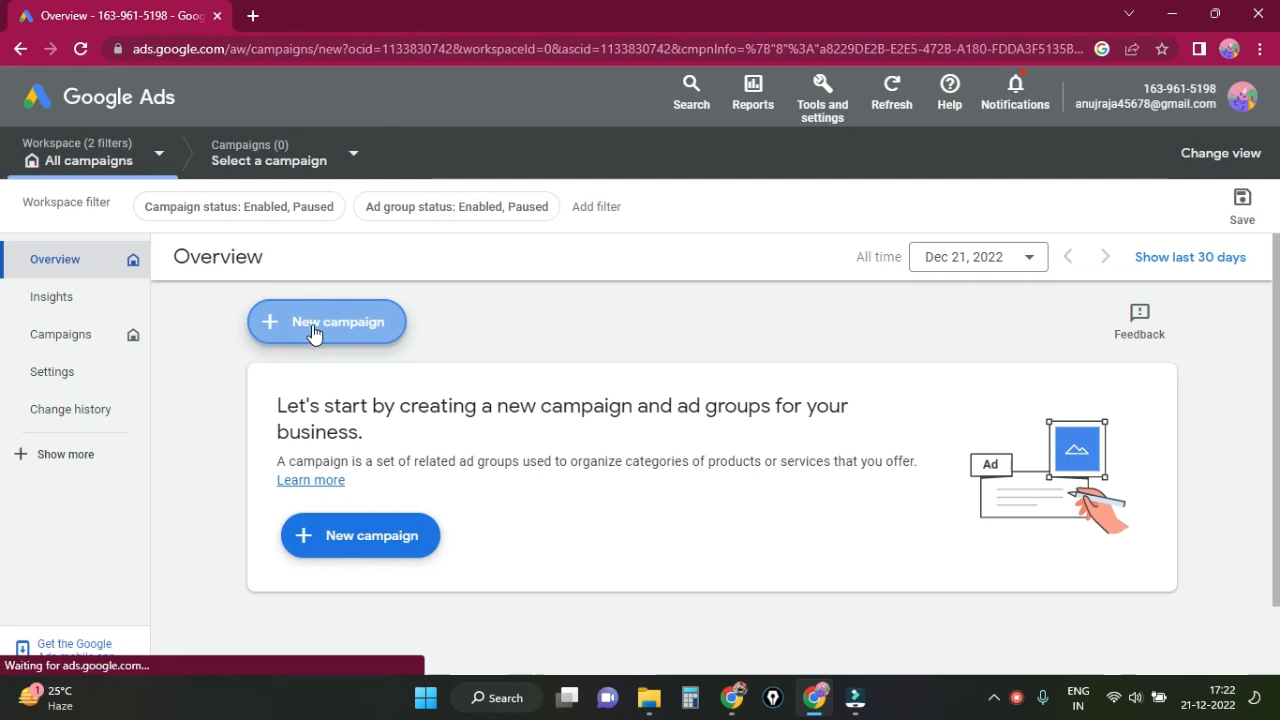 Overview - 163-961-5198 - Goog
ads.google.com/aw/campaigns/new?ocid=1133830742&workspaceId=0&ascid=1133830742&cmpnInfo=%7B"8"%3A"a8229DE2B-E2E5-472B-A180-FDDA3F5135B...
Google Ads
Search
Reports
Tools and
settings
Refresh
Help
Notifications
163-961-5198
anujraja45678@gmail.com
Workspace (2 filters)
All campaigns
Campaigns (0)
Select a campaign
Change view
Workspace filter
Campaign status: Enabled, Paused
Ad group status: Enabled, Paused
Add filter
Save
Overview
Insights
Campaigns
Settings
Change history
Show more
Overview
All time
Dec 21, 2022
Show last 30 days
New campaign
Feedback
Let's start by creating a new campaign and ad groups for your
business.
A campaign is a set of related ad groups used to organize categories of products or services that you offer.
Learn more
New campaign
Ad
Get the Google
Waiting for ads.google.com...
1
25°C
Haze
Search
ENG
IN
17:22
21-12-2022